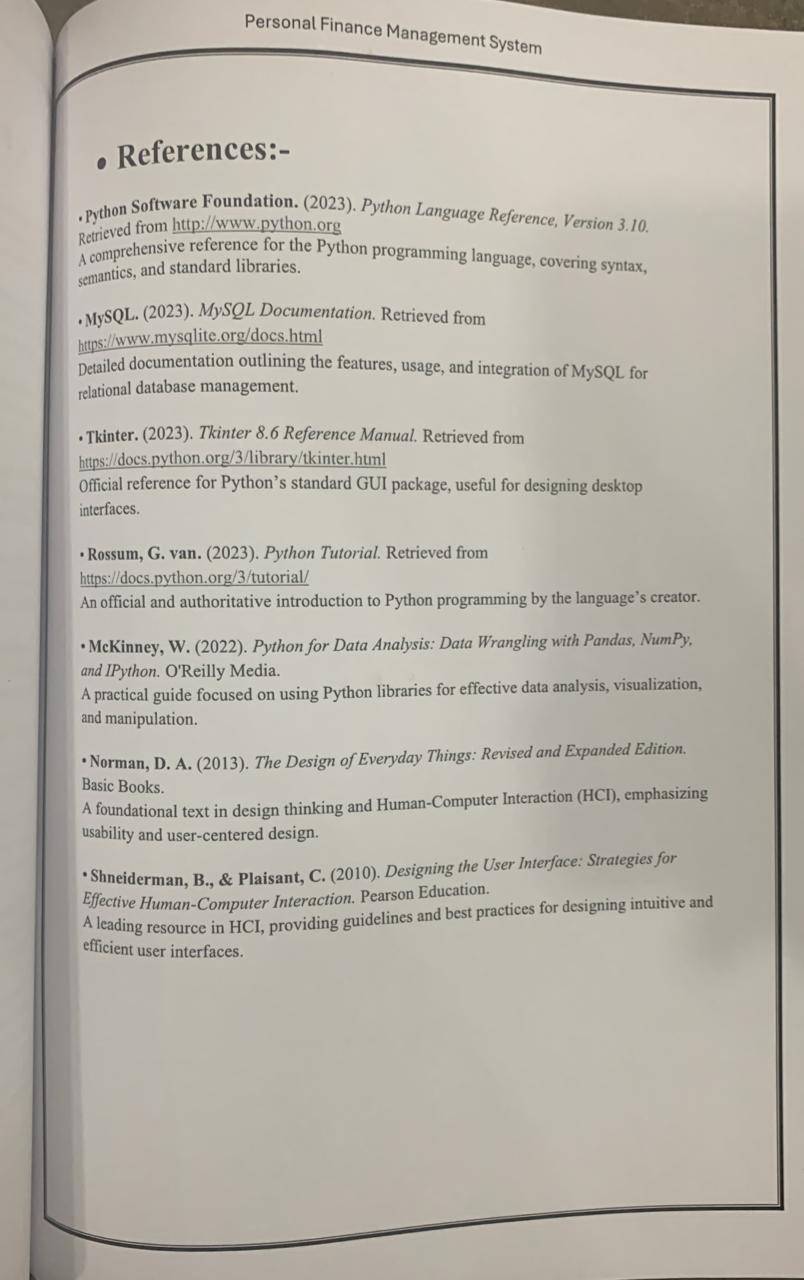 Personal Finance Management System
• References:-
• Python Software Foundation. (2023). Python Language Reference, Version 3.10.
Retrieved from http://www.python.org
A comprehensive reference for the Python programming language, covering syntax,
semantics, and standard libraries.
• MySQL. (2023). MySQL Documentation. Retrieved from
https://www.mysqlite.org/docs.html
Detailed documentation outlining the features, usage, and integration of MySQL for
relational database management.
• Tkinter. (2023). Tkinter 8.6 Reference Manual. Retrieved from
https://docs.python.org/3/library/tkinter.html
Official reference for Python's standard GUI package, useful for designing desktop
interfaces.
• Rossum, G. van. (2023). Python Tutorial. Retrieved from
https://docs.python.org/3/tutorial/
An official and authoritative introduction to Python programming by the language's creator.
• McKinney, W. (2022). Python for Data Analysis: Data Wrangling with Pandas, NumPy,
and IPython. O'Reilly Media.
A practical guide focused on using Python libraries for effective data analysis, visualization,
and manipulation.
• Norman, D. A. (2013). The Design of Everyday Things: Revised and Expanded Edition.
Basic Books.
A foundational text in design thinking and Human-Computer Interaction (HCI), emphasizing
usability and user-centered design.
• Shneiderman, B., & Plaisant, C. (2010). Designing the User Interface: Strategies for
Effective Human-Computer Interaction. Pearson Education.
A leading resource in HCI, providing guidelines and best practices for designing intuitive and
efficient user interfaces.